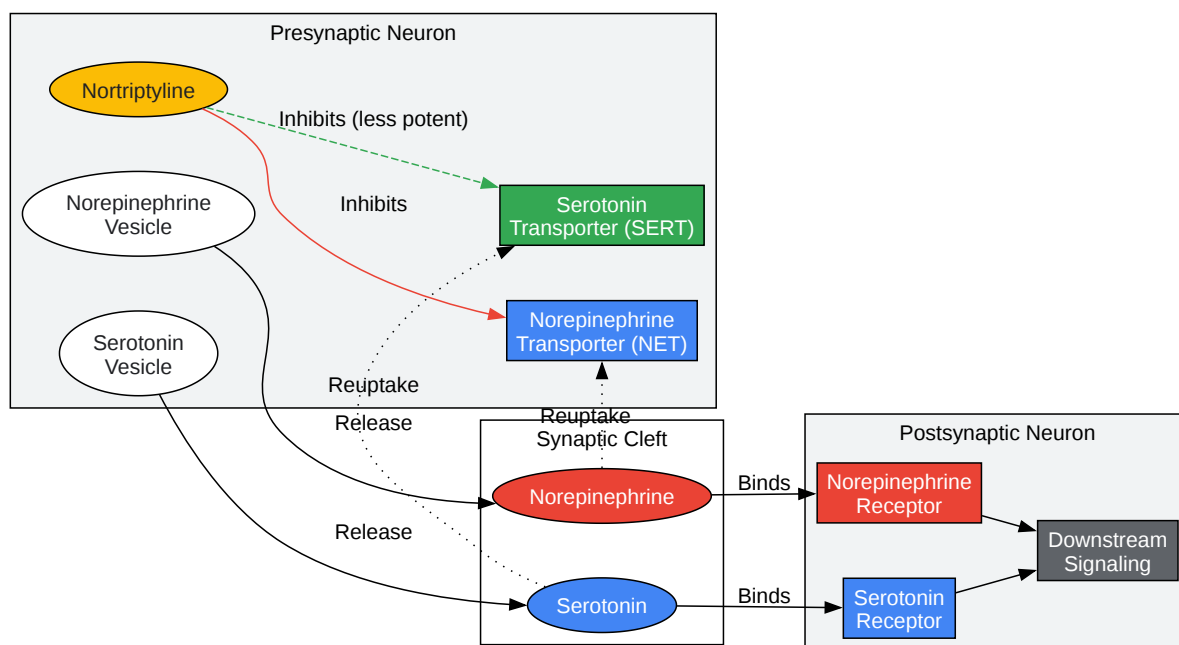 Presynaptic Neuron
Nortriptyline
Inhibits (less potent)
Norepinephrine
Vesicle
Inhibits
Serotonin
Transporter (SERT)
Norepinephrine
Transporter (NET)
Serotonin
Vesicle
Reuptake
Release
Reuptake
Synaptic Cleft
Postsynaptic Neuron
Norepinephrine
Binds
Norepinephrine
Receptor
Release
Downstream
Signaling
Serotonin
Binds
Serotonin
Receptor